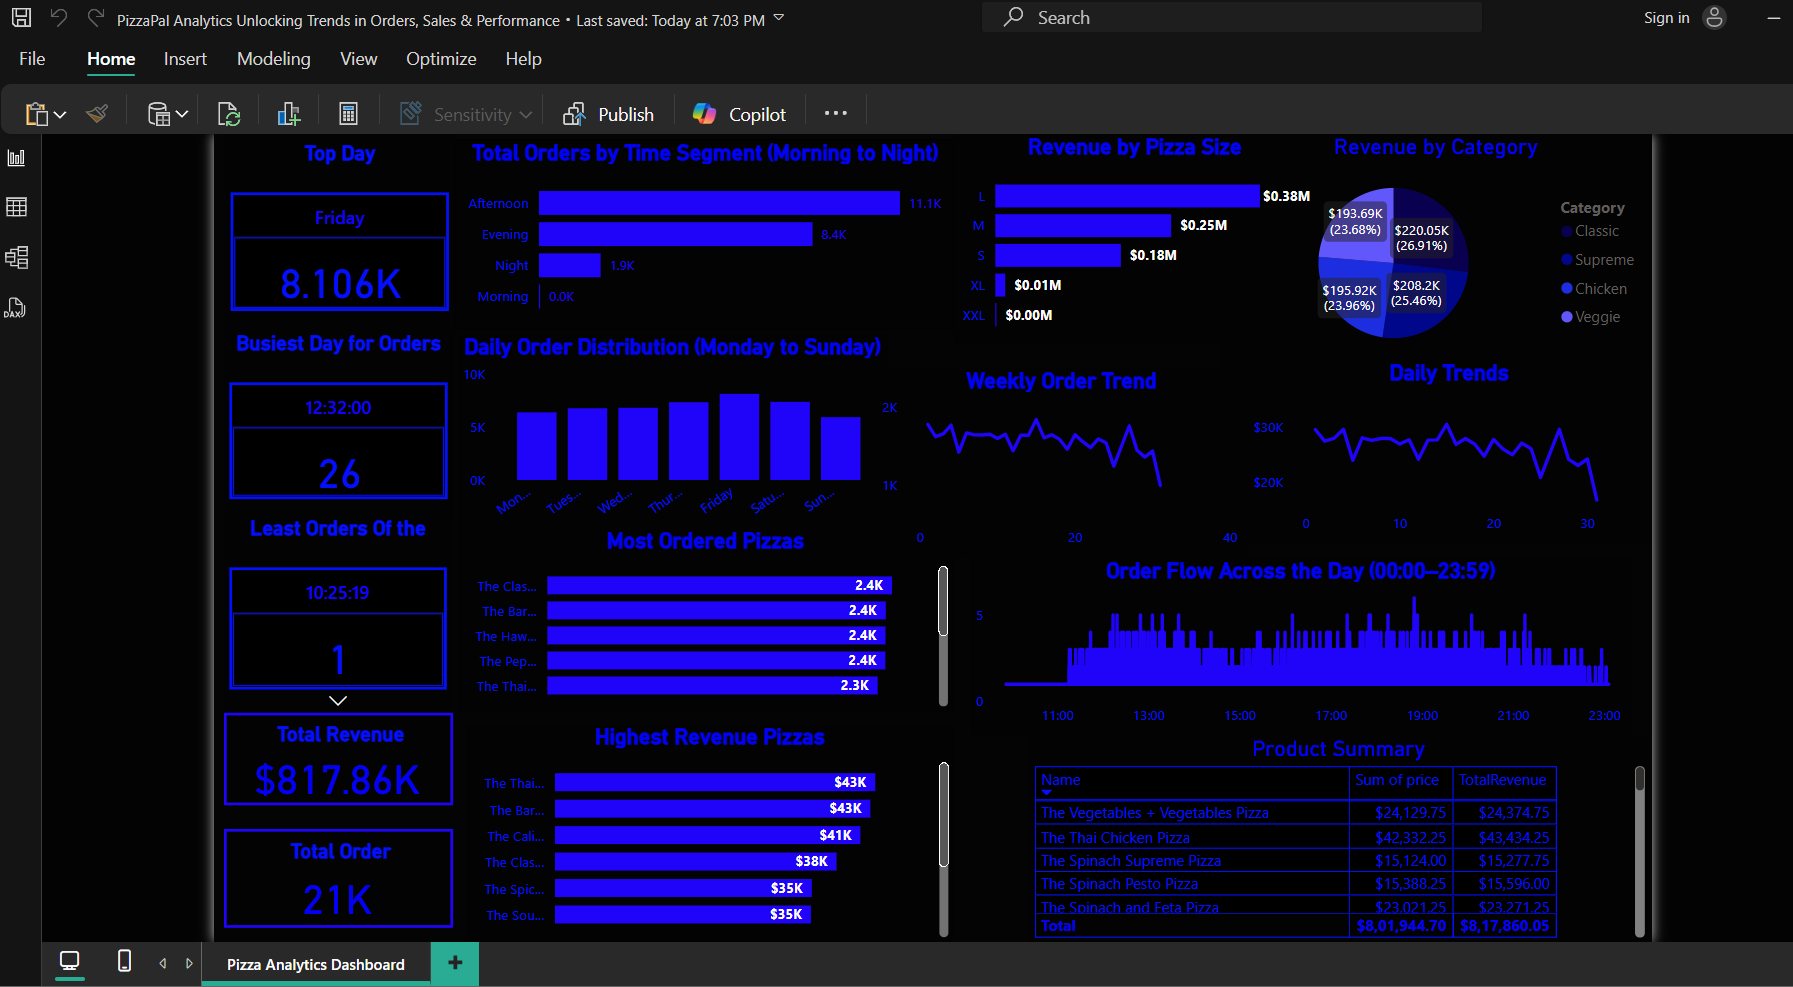 PizzaPal Analytics Unlocking Trends in Orders, Sales & Performance • Last saved: Today at 7:03 PM
Search
Sign in
File Home Insert Modeling View Optimize Help
Sensitivity Publish Copilot ...
DAX
Top Day
Friday
8.106K
Busiest Day for Orders
12:32:00
26
Least Orders Of the
10:25:19
1
Total Revenue
$817.86K
Total Order
21K
Total Orders by Time Segment (Morning to Night)
Afternoon 11.1K
Evening 8.4K
Night 1.9K
Morning 0.0K
Daily Order Distribution (Monday to Sunday)
10K
5K
0K
2K
1K
Mon... Tues... Wed... Thur... Friday Satu... Sun...
Most Ordered Pizzas
The Clas... 2.4K
The Bar... 2.4K
The Haw... 2.4K
The Pep... 2.4K
The Thai... 2.3K
Highest Revenue Pizzas
The Thai... $43K
The Bar... $43K
The Cali... $41K
The Clas... $38K
The Spic... $35K
The Sou... $35K
Revenue by Pizza Size
L $0.38M
M $0.25M
S $0.18M
XL $0.01M
XXL $0.00M
Revenue by Category
$193.69K
(23.68%)
$220.05K
(26.91%)
$195.92K
(23.96%)
$208.2K
(25.46%)
Category
Classic
Supreme
Chicken
Veggie
Weekly Order Trend
0 20 40
Daily Trends
$30K
$20K
0 10 20 30
Order Flow Across the Day (00:00–23:59)
5
0
11:00 13:00 15:00 17:00 19:00 21:00 23:00
Product Summary
Name Sum of price TotalRevenue
The Vegetables + Vegetables Pizza $24,129.75 $24,374.75
The Thai Chicken Pizza $42,332.25 $43,434.25
The Spinach Supreme Pizza $15,124.00 $15,277.75
The Spinach Pesto Pizza $15,388.25 $15,596.00
The Spinach and Feta Pizza $23,021.25 $23,271.25
Total $8,01,944.70 $8,17,860.05
Pizza Analytics Dashboard
+